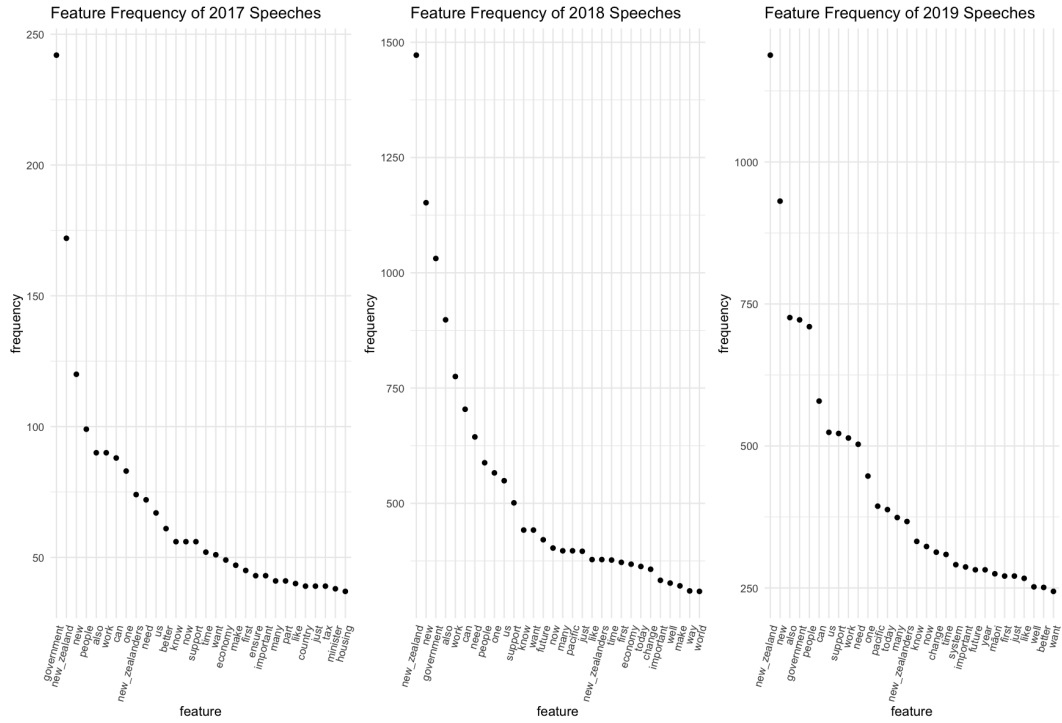 Feature Frequency of 2017 Speeches
250
200
150
100
50
frequency
government
new_zealand
new
people
also
work
can
one
new_zealanders
need
us
better
know
now
support
time
want
economy
make
first
ensure
important
many
part
like
country
just
tax
minister
housing
feature
Feature Frequency of 2018 Speeches
1500
1250
1000
750
500
frequency
new_zealand
new
government
also
work
can
need
people
one
us
support
know
want
future
now
many
pacific
just
like
new_zealanders
time
first
economy
today
change
important
well
make
way
world
feature
Feature Frequency of 2019 Speeches
1000
750
500
250
frequency
new_zealand
new
also
government
people
can
us
support
work
need
one
pacific
today
many
new_zealanders
know
now
change
time
system
important
future
year
māori
first
just
like
well
better
want
feature